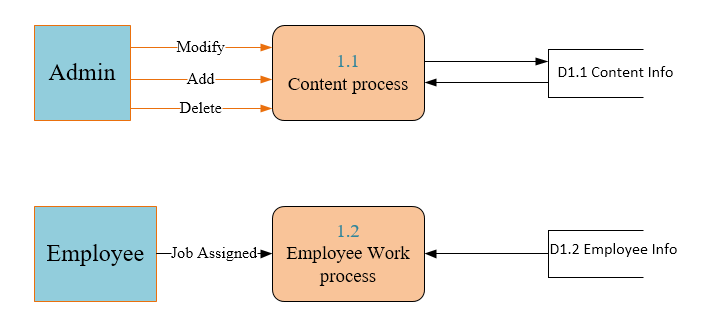 Admin
Modify
Add
Delete
1.1
Content process
D1.1 Content Info
Employee
Job Assigned
1.2
Employee Work
process
D1.2 Employee Info